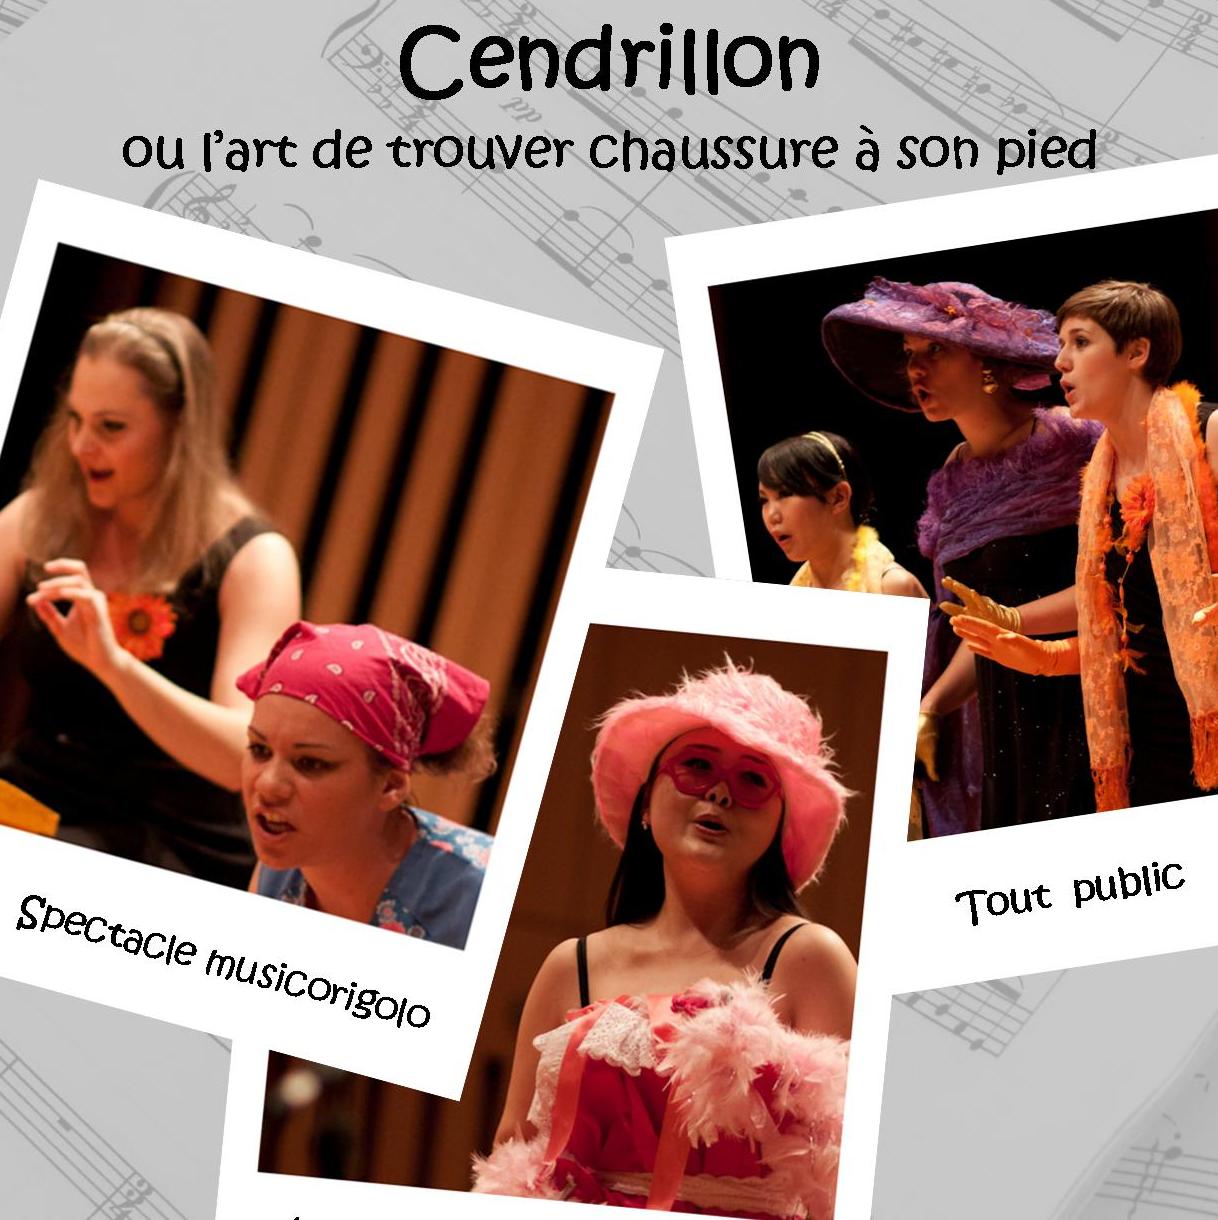 Cendrillon
ou l'art de trouver chaussure à son pied
Spectacle musicorigolo
Tout public